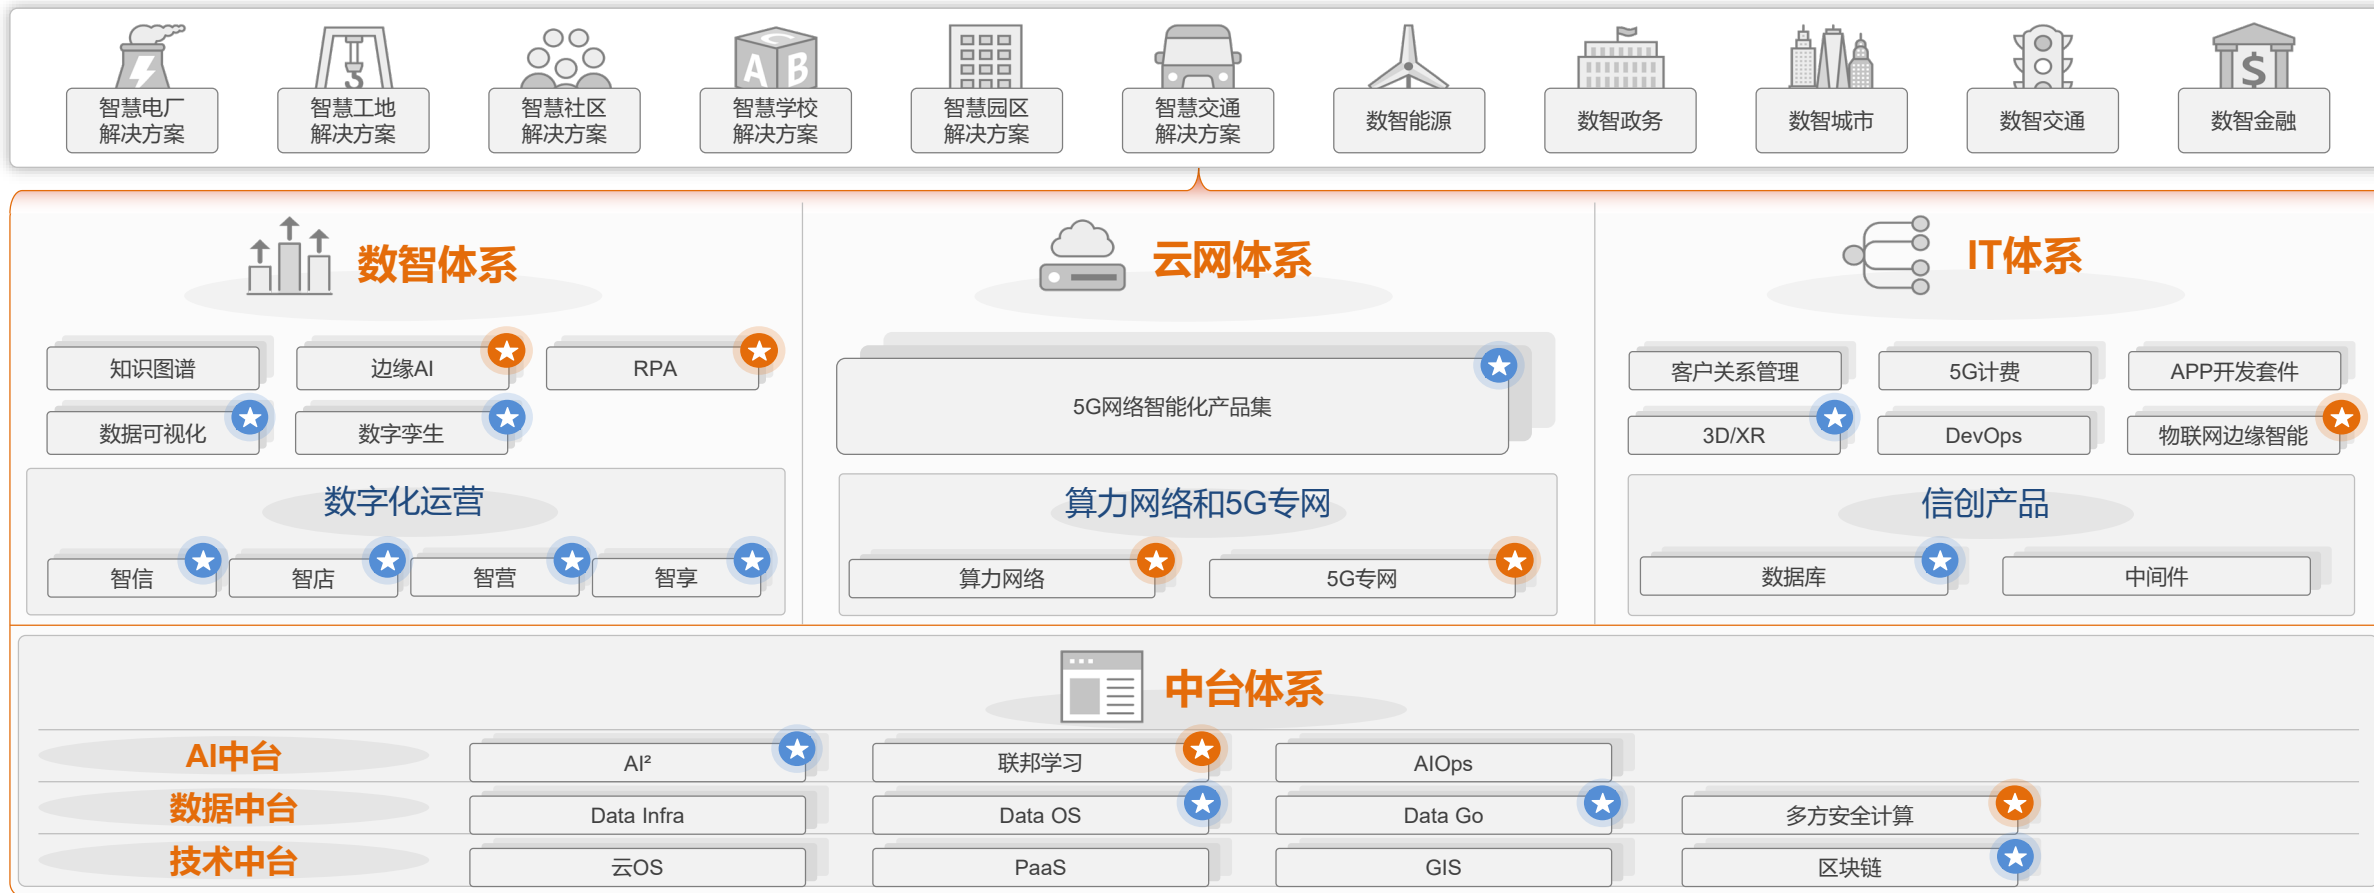 智慧电厂
解决方案
智慧工地
解决方案
智慧社区
解决方案
A C B
智慧学校
解决方案
智慧园区
解决方案
智慧交通
解决方案
数智能源
数智政务
数智城市
数智交通
$
数智金融
数智体系
知识图谱
边缘AI
RPA
数据可视化
数字孪生
数字化运营
智信
智店
智营
智享
云网体系
5G网络智能化产品集
算力网络和5G专网
算力网络
5G专网
IT体系
客户关系管理
5G计费
APP开发套件
3D/XR
DevOps
物联网边缘智能
信创产品
数据库
中间件
中台体系
AI中台
AI²
联邦学习
AIOps
数据中台
Data Infra
Data OS
Data Go
多方安全计算
技术中台
云OS
PaaS
GIS
区块链